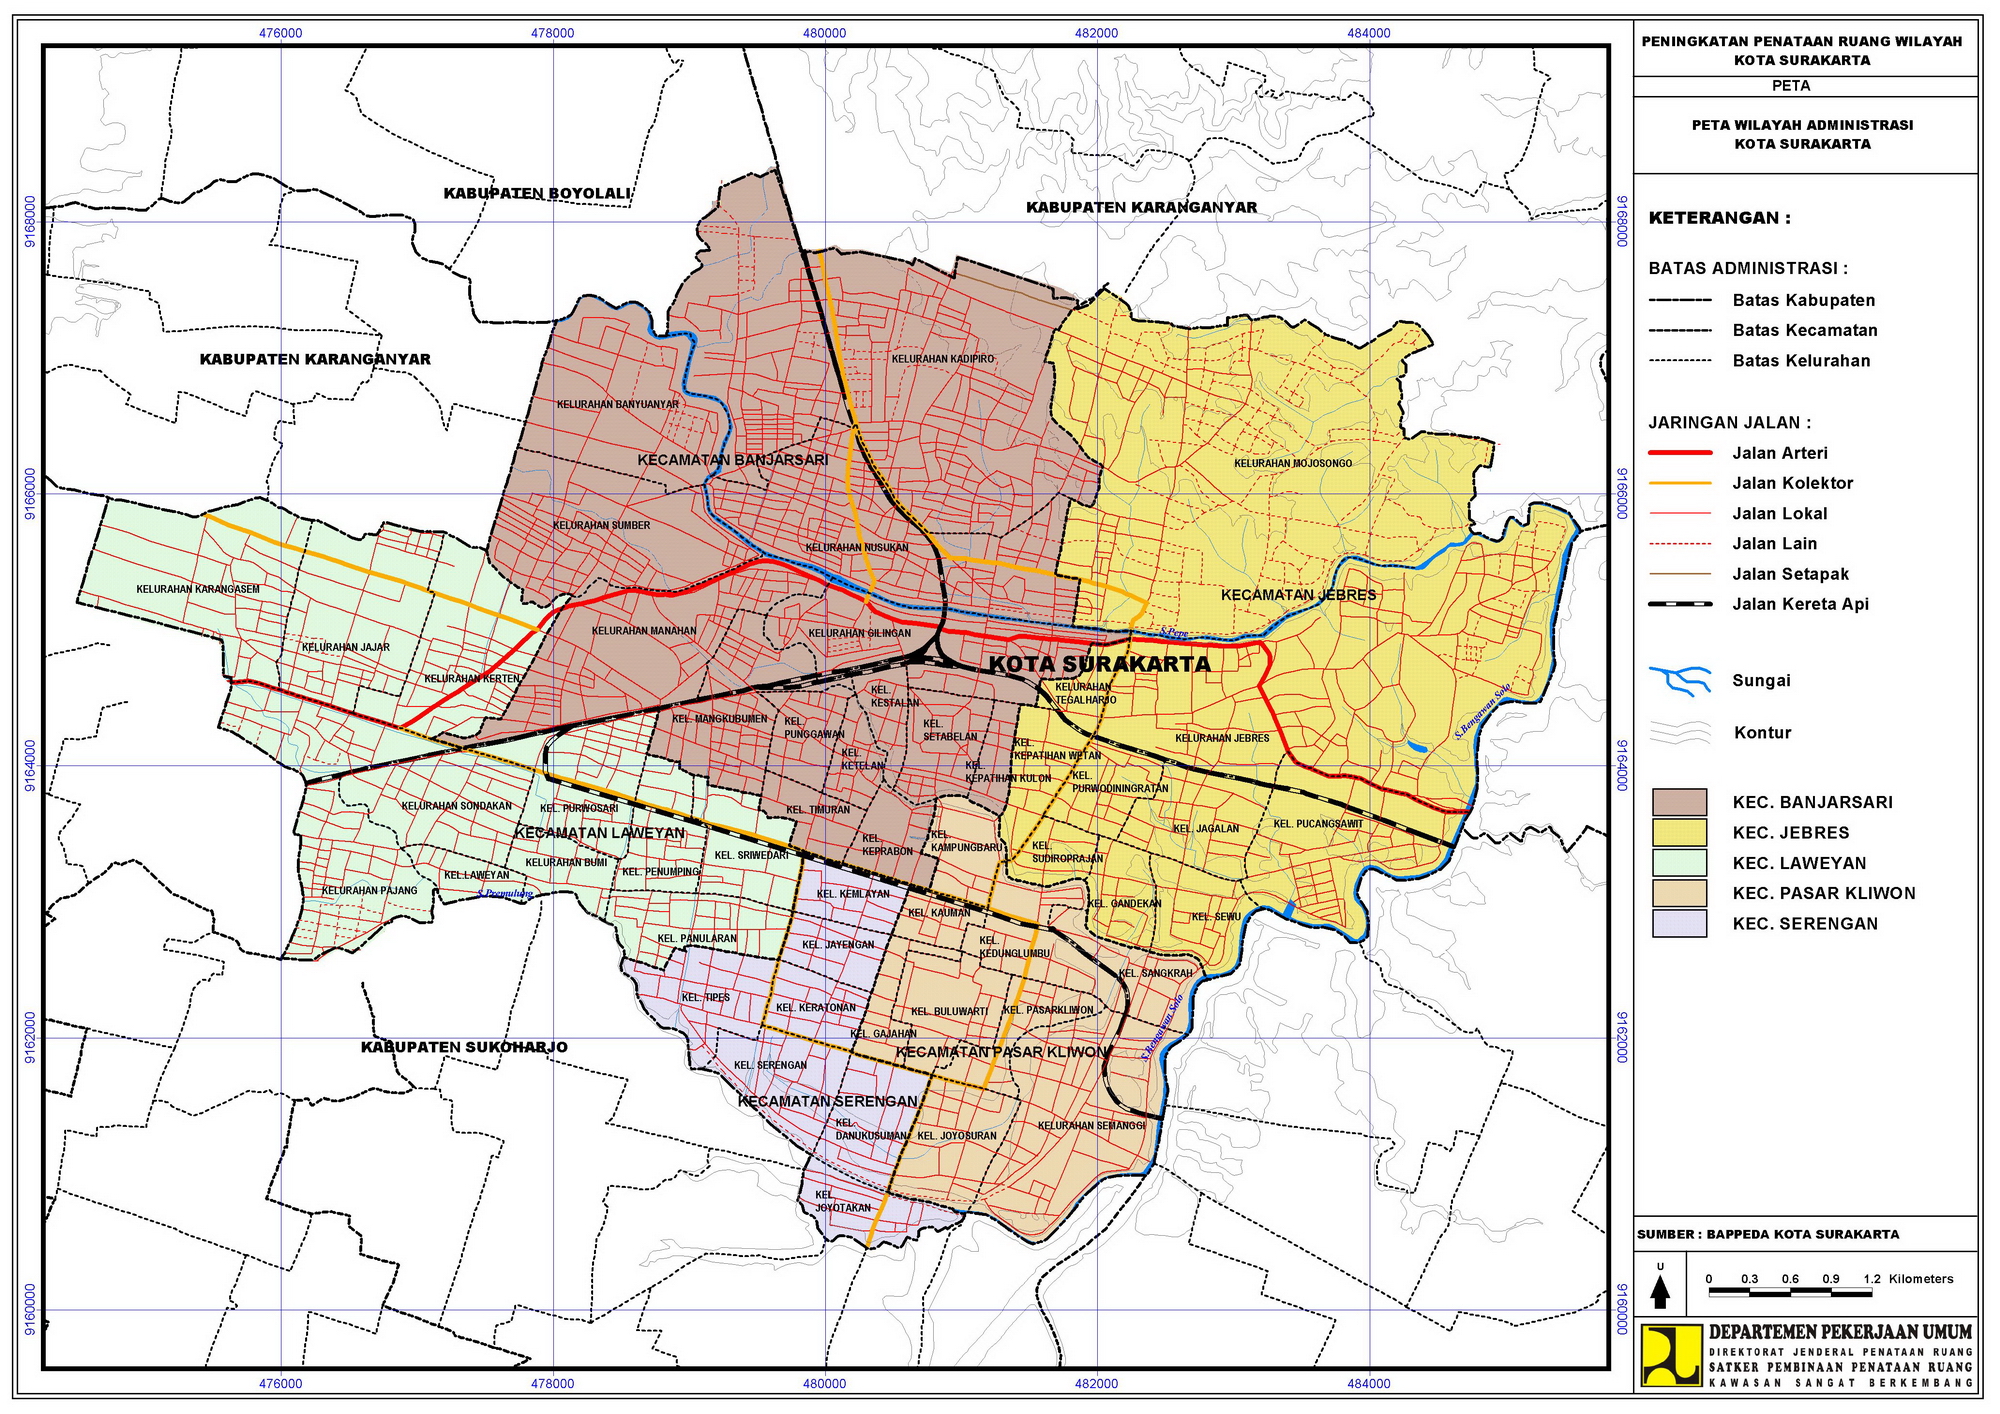 476000
478000
480000
482000
484000
PENINGKATAN PENATAAN RUANG WILAYAH
KOTA SURAKARTA
PETA
PETA WILAYAH ADMINISTRASI
KOTA SURAKARTA
KETERANGAN :
BATAS ADMINISTRASI :
Batas Kabupaten
Batas Kecamatan
Batas Kelurahan
JARINGAN JALAN :
Jalan Arteri
Jalan Kolektor
Jalan Lokal
Jalan Lain
Jalan Setapak
Jalan Kereta Api
Sungai
Kontur
KEC. BANJARSARI
KEC. JEBRES
KEC. LAWEYAN
KEC. PASAR KLIWON
KEC. SERENGAN
SUMBER : BAPPEDA KOTA SURAKARTA
U
0 0.3 0.6 0.9 1.2 Kilometers
DEPARTEMEN PEKERJAAN UMUM
DIREKTORAT JENDERAL PENATAAN RUANG
SATKER PEMBINAAN PENATAAN RUANG
KAWASAN SANGAT BERKEMBANG
9168000
9166000
9164000
9162000
9160000
9168000
9166000
9164000
9162000
9160000
KABUPATEN BOYOLALI
KABUPATEN KARANGANYAR
KABUPATEN KARANGANYAR
KELURAHAN KADIPIRO
KELURAHAN BANYUANYAR
KECAMATAN BANJARSARI
KELURAHAN MOJOSONGO
KELURAHAN SUMBER
KELURAHAN NUSUKAN
KELURAHAN KARANGASEM
KECAMATAN JEBRES
KELURAHAN MANAHAN
KELURAHAN GILINGAN
S.Pepe
KELURAHAN JAJAR
KOTA SURAKARTA
KELURAHAN KERTEN
KELURAHAN
TEGALHARJO
KEL.
KESTALAN
S.Bengawan Solo
KEL. MANGKUBUMEN
KEL.
PUNGGAWAN
KEL.
SETABELAN
KELURAHAN JEBRES
KEL.
KEPATIHAN WETAN
KEL.
KETELAN
KEL.
KEPATIHAN KULON
KEL.
PURWODININGRATAN
KELURAHAN SONDAKAN
KEL. PURWOSARI
KEL. TIMURAN
KEL. JAGALAN
KEL. PUCANGSAWIT
KECAMATAN LAWEYAN
KEL.
KEPRABON
KEL.
KAMPUNGBARU
KEL.
SUDIROPRAJAN
KEL. SRIWEDARI
KELURAHAN BUMI
KEL. PENUMPING
KEL.LAWEYAN
KELURAHAN PAJANG
S.Premulung
KEL. KEMLAYAN
KEL. GANDEKAN
KEL. KAUMAN
KEL. SEWU
KEL. PANULARAN
KEL. JAYENGAN
KEL.
KEDUNGLUMBU
KEL. SANGKRAH
KEL. TIPES
KEL. KERATONAN
KEL. BULUWARTI
KEL. PASARKLIWON
S.Bengawan Solo
KEL. GAJAHAN
KABUPATEN SUKOHARJO
KECAMATAN PASAR KLIWON
KEL. SERENGAN
KECAMATAN SERENGAN
KEL.
DANUKUSUMAN
KEL. JOYOSURAN
KELURAHAN SEMANGGI
KEL.
JOYOTAKAN
476000
478000
480000
482000
484000